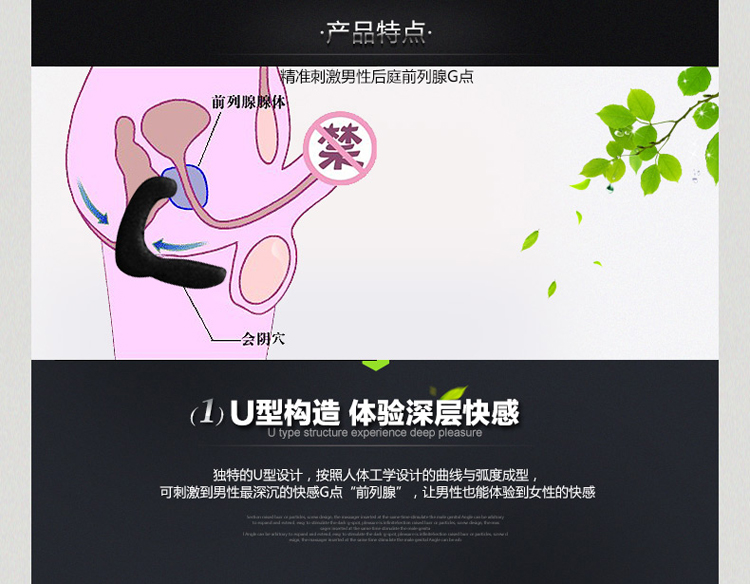 ·产品特点·
精准刺激男性后庭前列腺G点
前列腺腺体
禁
会阴穴
(1) U型构造 体验深层快感
U type structure experience deep pleasure
独特的U型设计，按照人体工学设计的曲线与弧度成型，
可刺激到男性最深沉的快感G点“前列腺”，让男性也能体验到女性的快感